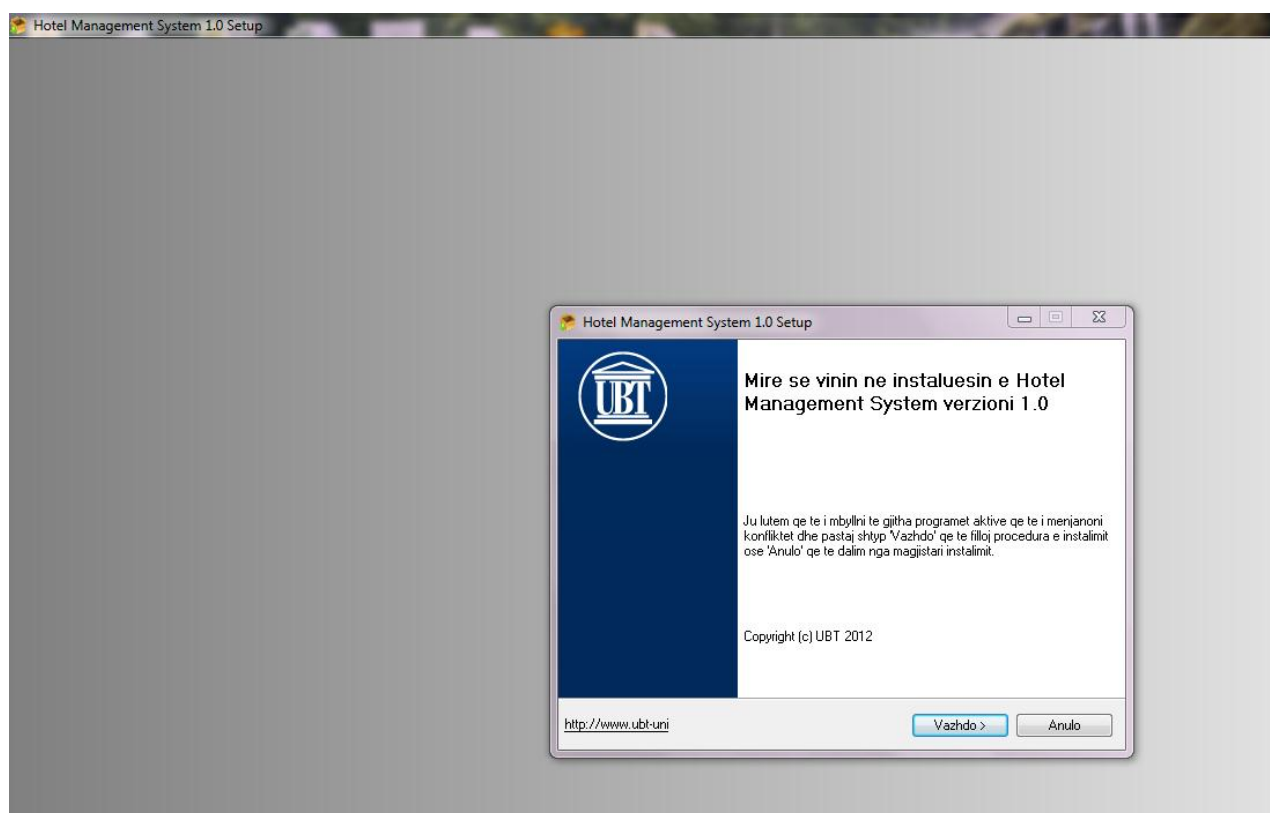 Hotel Management System 1.0 Setup
Hotel Management System 1.0 Setup
UBT
Mire se vinin ne instaluesin e Hotel
Management System verzioni 1.0
Ju lutem qe te i mbyllni te gjitha programet aktive qe te i menjanoni
konfliktet dhe pastaj shtyp 'Vazhdo' qe te filloj procedura e instalimit
ose 'Anulo' qe te dalim nga magjistari instalimit.
Copyright (c) UBT 2012
http://www.ubt-uni
Vazhdo >
Anulo